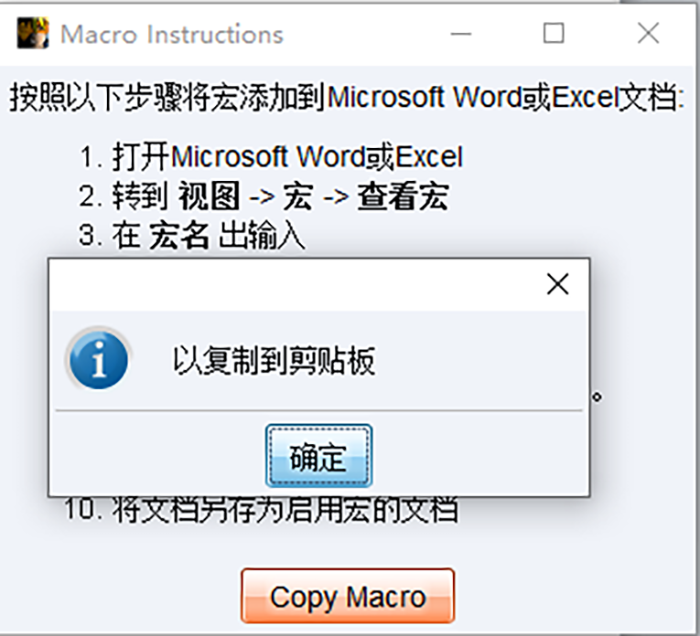 Macro Instructions
按照以下步骤将宏添加到Microsoft Word或Excel文档:
1. 打开Microsoft Word或Excel
2. 转到 视图 -> 宏 -> 查看宏
3. 在 宏名 出输入
以复制到剪贴板
。
确定
10. 将文档另存为启用宏的文档
Copy Macro